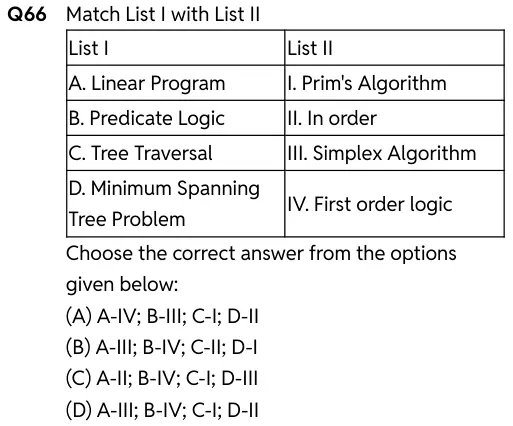 Q66 Match List I with List II
List I List II
A. Linear Program I. Prim's Algorithm
B. Predicate Logic II. In order
C. Tree Traversal III. Simplex Algorithm
D. Minimum Spanning
Tree Problem IV. First order logic
Choose the correct answer from the options
given below:
(A) A-IV; B-III; C-I; D-II
(B) A-III; B-IV; C-II; D-I
(C) A-II; B-IV; C-I; D-III
(D) A-III; B-IV; C-I; D-II